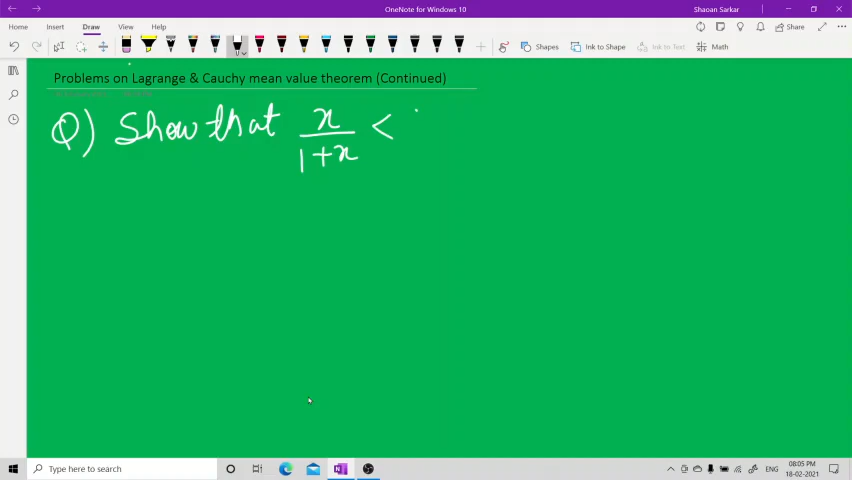 OneNote for Windows 10
Shaoan Sarkar
Home Insert Draw View Help
Share
Shapes Ink to Shape Ink to Text Math
Problems on Lagrange & Cauchy mean value theorem (Continued)
Q) Show that x/(1+x) <
Type here to search
ENG
08:05 PM
18-02-2021